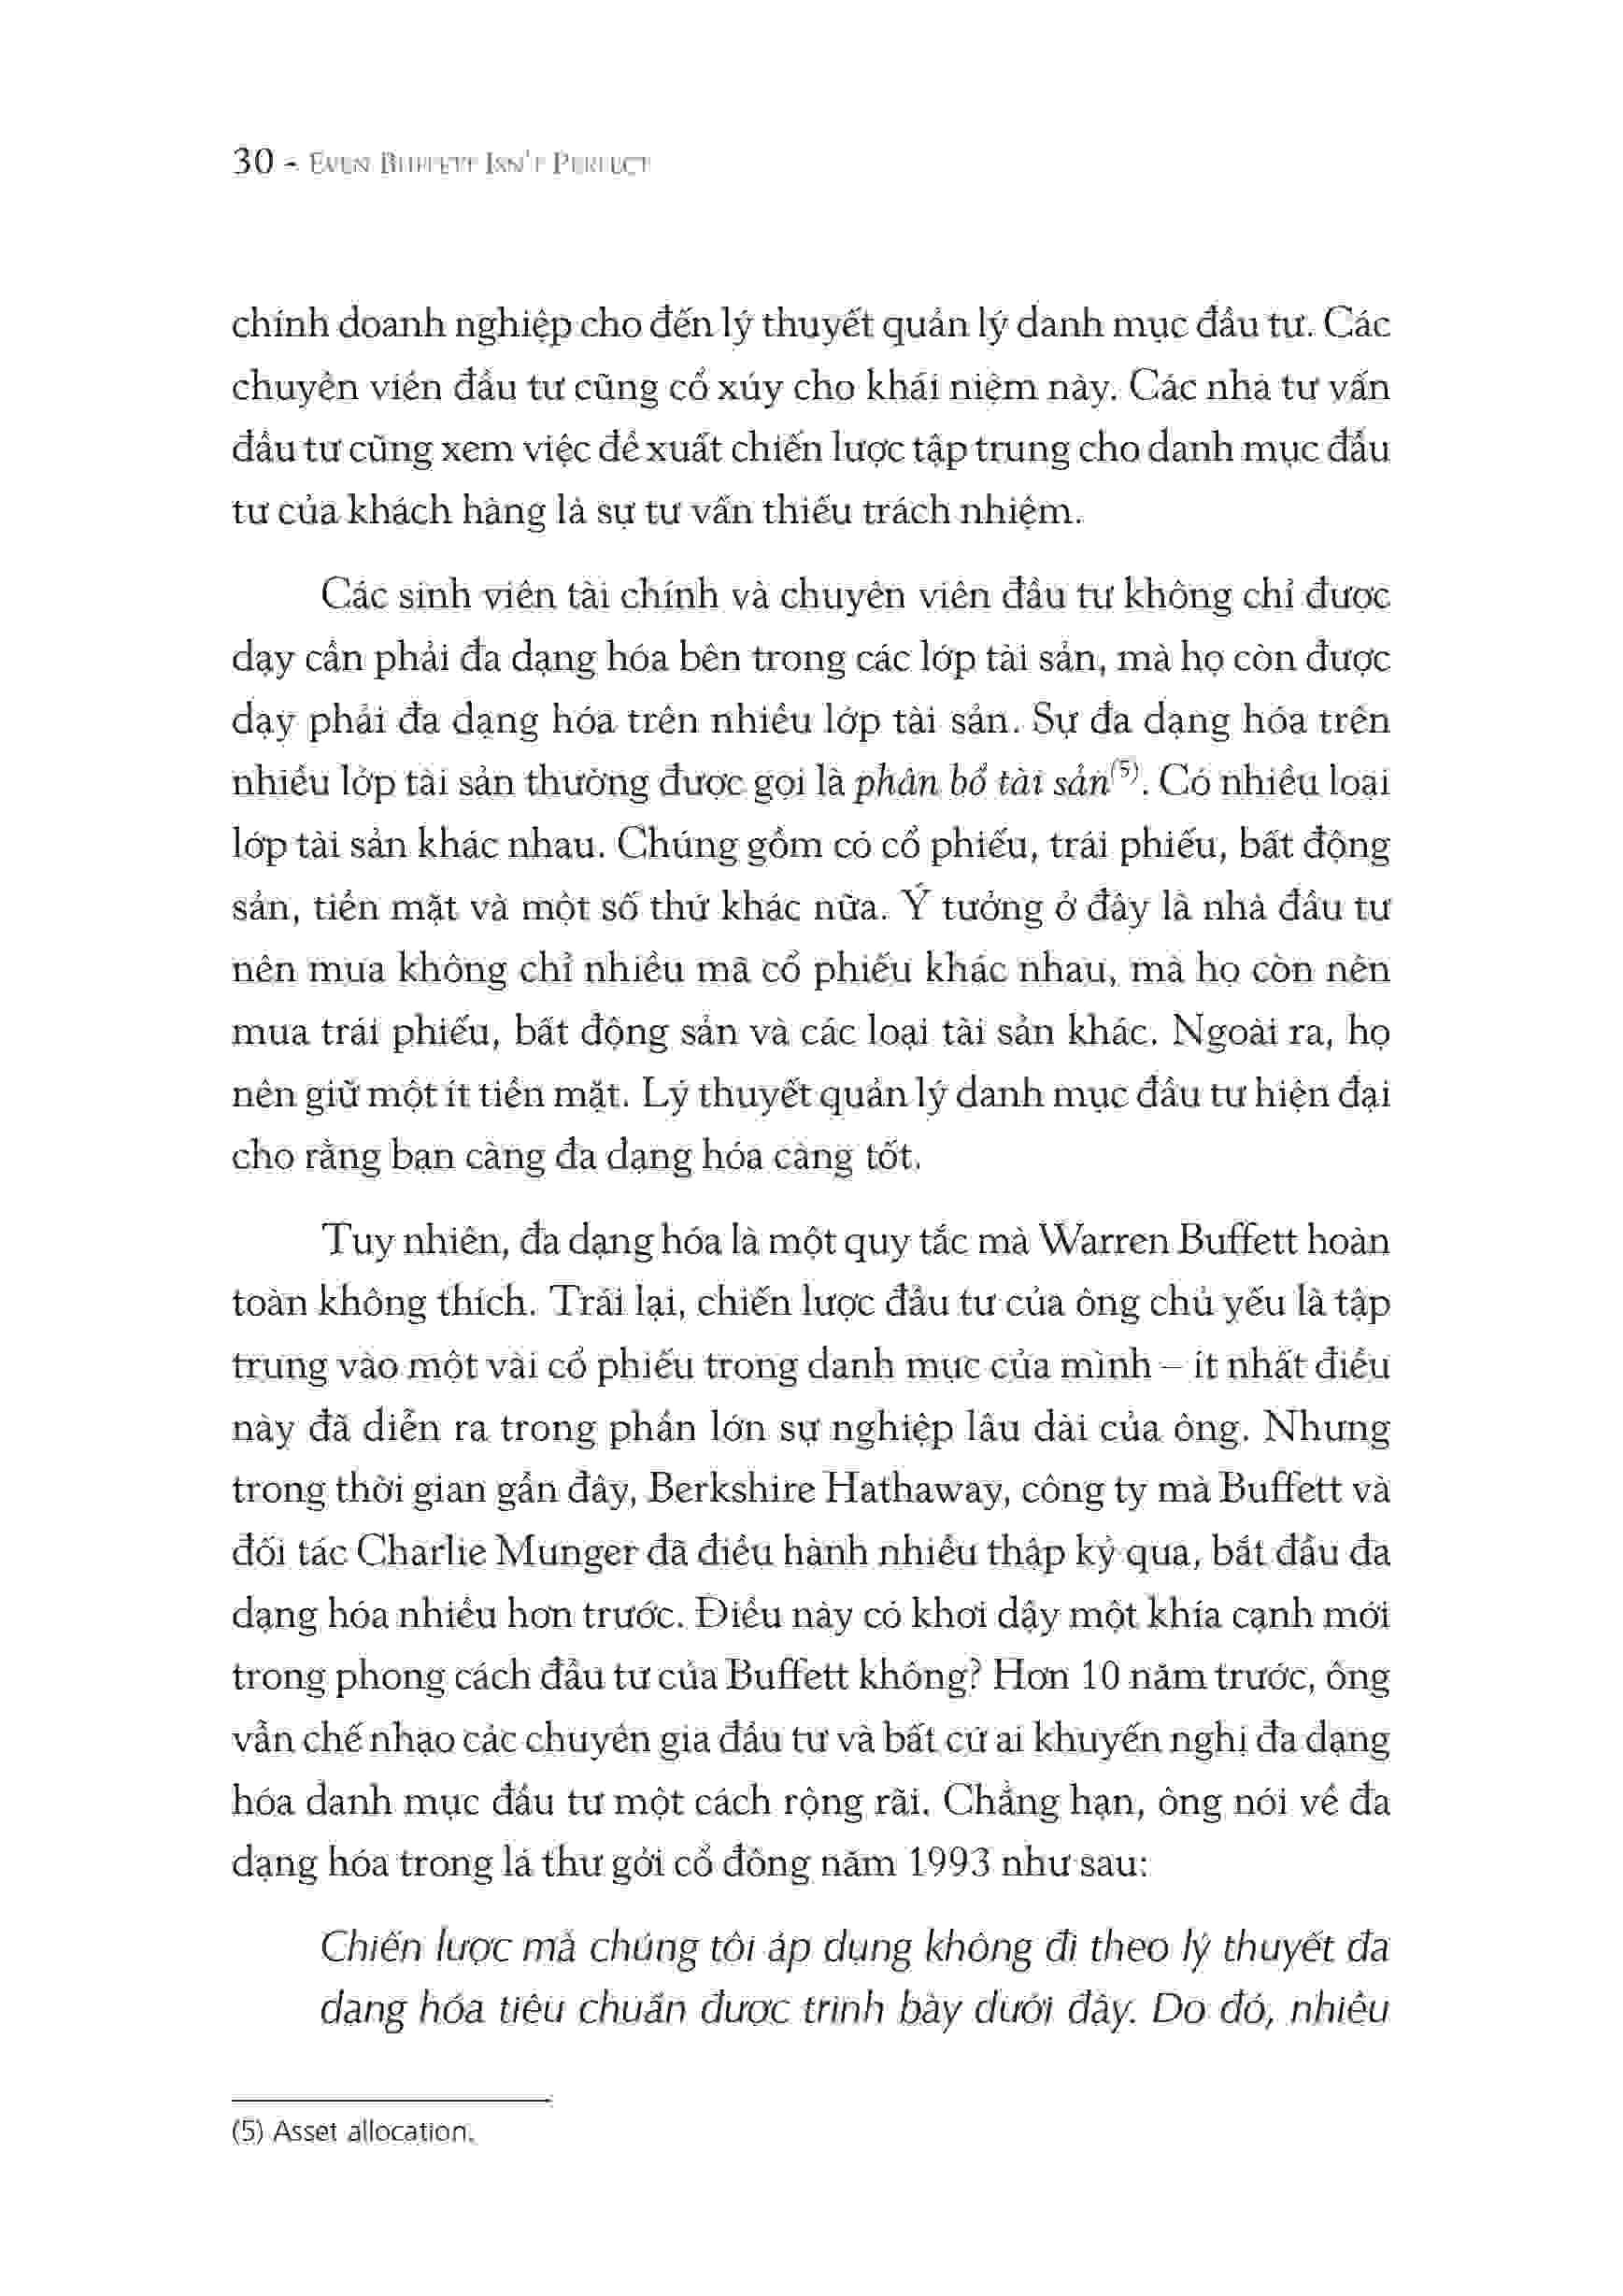 30 - EVEN BUFFETT ISN'T PERFECT
chính doanh nghiệp cho đến lý thuyết quản lý danh mục đầu tư. Các
chuyên viên đầu tư cũng cổ xúy cho khái niệm này. Các nhà tư vấn
đầu tư cũng xem việc đề xuất chiến lược tập trung cho danh mục đầu
tư của khách hàng là sự tư vấn thiếu trách nhiệm.
Các sinh viên tài chính và chuyên viên đầu tư không chỉ được
dạy cần phải đa dạng hóa bên trong các lớp tài sản, mà họ còn được
dạy phải đa dạng hóa trên nhiều lớp tài sản. Sự đa dạng hóa trên
nhiều lớp tài sản thường được gọi là phân bổ tài sản(5). Có nhiều loại
lớp tài sản khác nhau. Chúng gồm có cổ phiếu, trái phiếu, bất động
sản, tiền mặt và một số thứ khác nữa. Ý tưởng ở đây là nhà đầu tư
nên mua không chỉ nhiều mã cổ phiếu khác nhau, mà họ còn nên
mua trái phiếu, bất động sản và các loại tài sản khác. Ngoài ra, họ
nên giữ một ít tiền mặt. Lý thuyết quản lý danh mục đầu tư hiện đại
cho rằng bạn càng đa dạng hóa càng tốt.
Tuy nhiên, đa dạng hóa là một quy tắc mà Warren Buffett hoàn
toàn không thích. Trái lại, chiến lược đầu tư của ông chủ yếu là tập
trung vào một vài cổ phiếu trong danh mục của mình – ít nhất điều
này đã diễn ra trong phần lớn sự nghiệp lâu dài của ông. Nhưng
trong thời gian gần đây, Berkshire Hathaway, công ty mà Buffett và
đối tác Charlie Munger đã điều hành nhiều thập kỷ qua, bắt đầu đa
dạng hóa nhiều hơn trước. Điều này có khơi dậy một khía cạnh mới
trong phong cách đầu tư của Buffett không? Hơn 10 năm trước, ông
vẫn chế nhạo các chuyên gia đầu tư và bất cứ ai khuyến nghị đa dạng
hóa danh mục đầu tư một cách rộng rãi. Chẳng hạn, ông nói về đa
dạng hóa trong lá thư gởi cổ đông năm 1993 như sau:
Chiến lược mà chúng tôi áp dụng không đi theo lý thuyết đa
dạng hóa tiêu chuẩn được trình bày dưới đây. Do đó, nhiều
(5) Asset allocation.